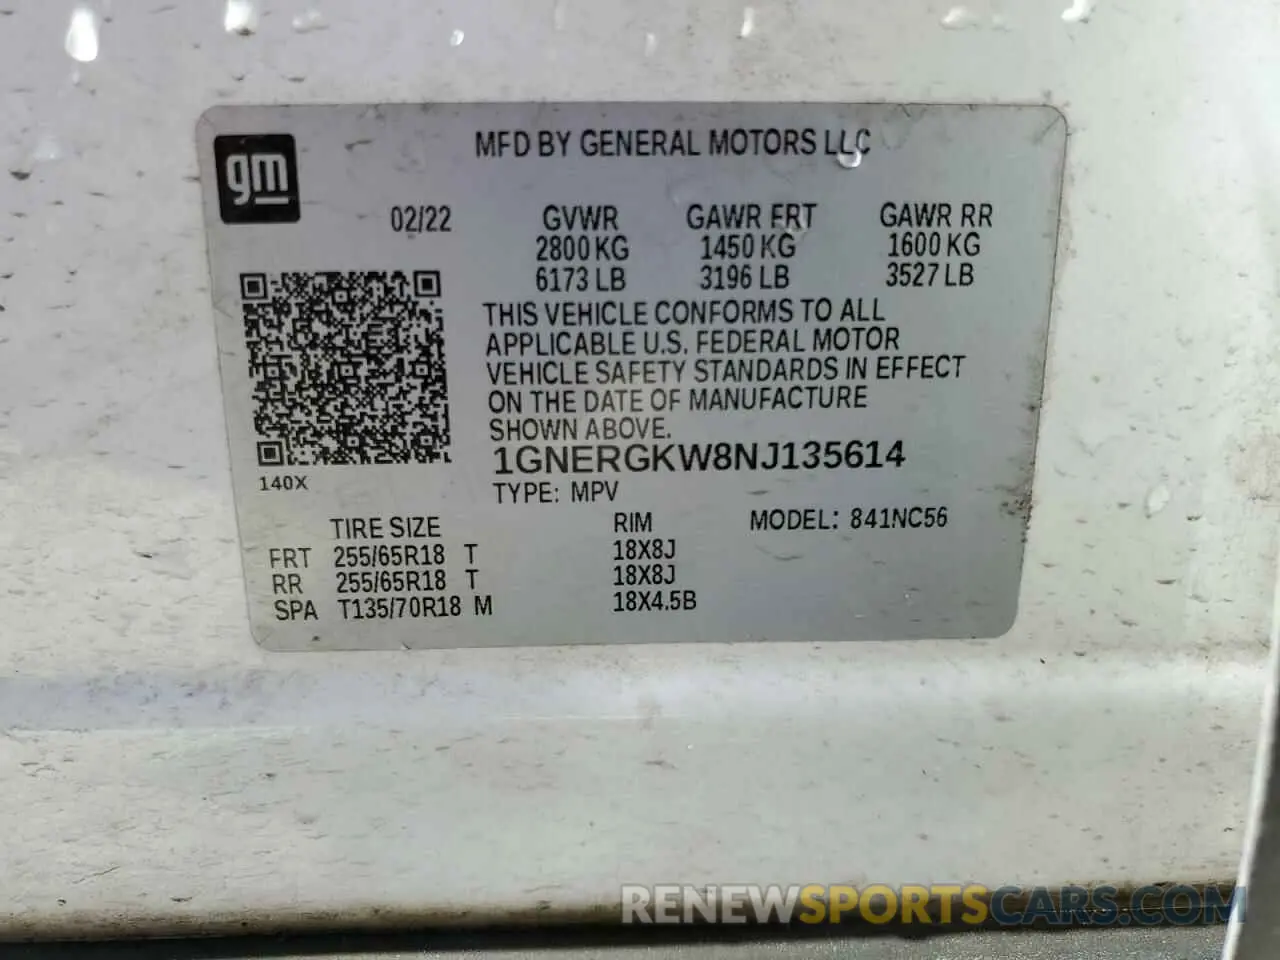 gm
MFD BY GENERAL MOTORS LLC
02/22
GVWR GAWR FRT GAWR RR
2800 KG 1450 KG 1600 KG
6173 LB 3196 LB 3527 LB
THIS VEHICLE CONFORMS TO ALL
APPLICABLE U.S. FEDERAL MOTOR
VEHICLE SAFETY STANDARDS IN EFFECT
ON THE DATE OF MANUFACTURE
SHOWN ABOVE.
1GNERGKW8NJ135614
140X
TYPE: MPV
TIRE SIZE RIM MODEL: 841NC56
FRT 255/65R18 T 18X8J
RR 255/65R18 T 18X8J
SPA T135/70R18 M 18X4.5B
RENEWSPORTSCARS.COM